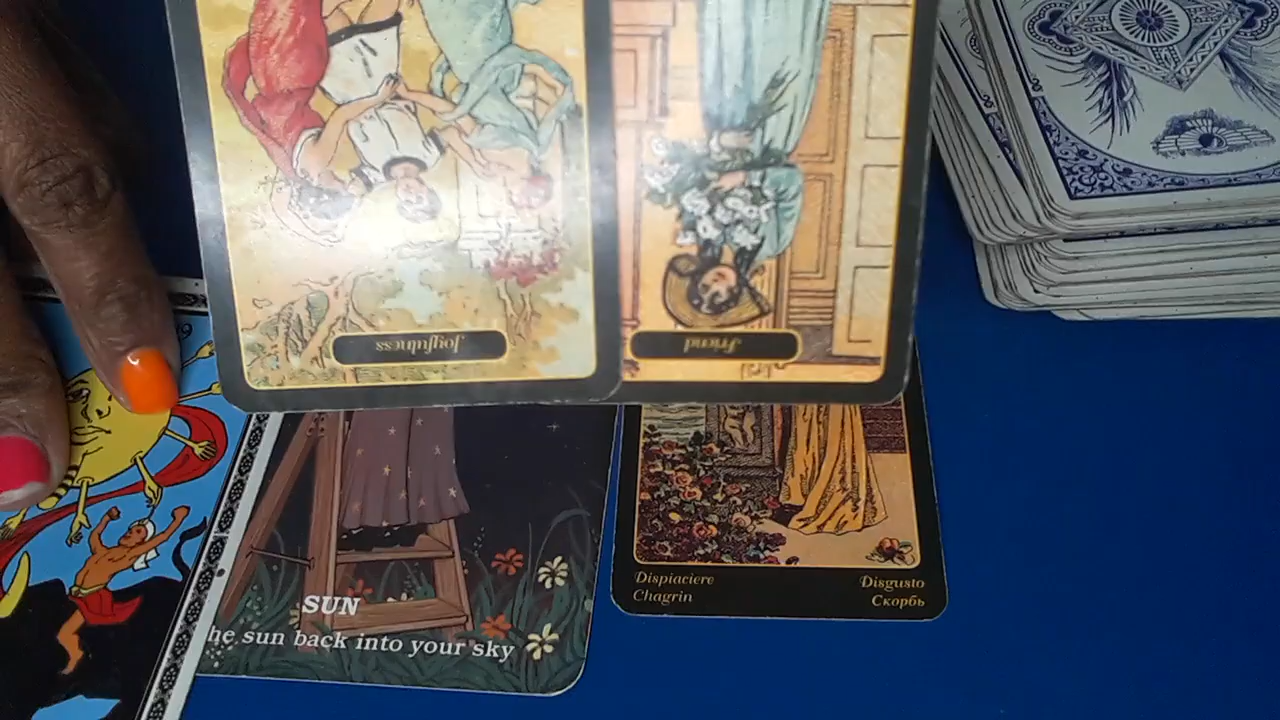 Joyfulness
Friend
SUN
he sun back into your sky
Dispiaciere
Chagrin
Disgusto
Скорбь